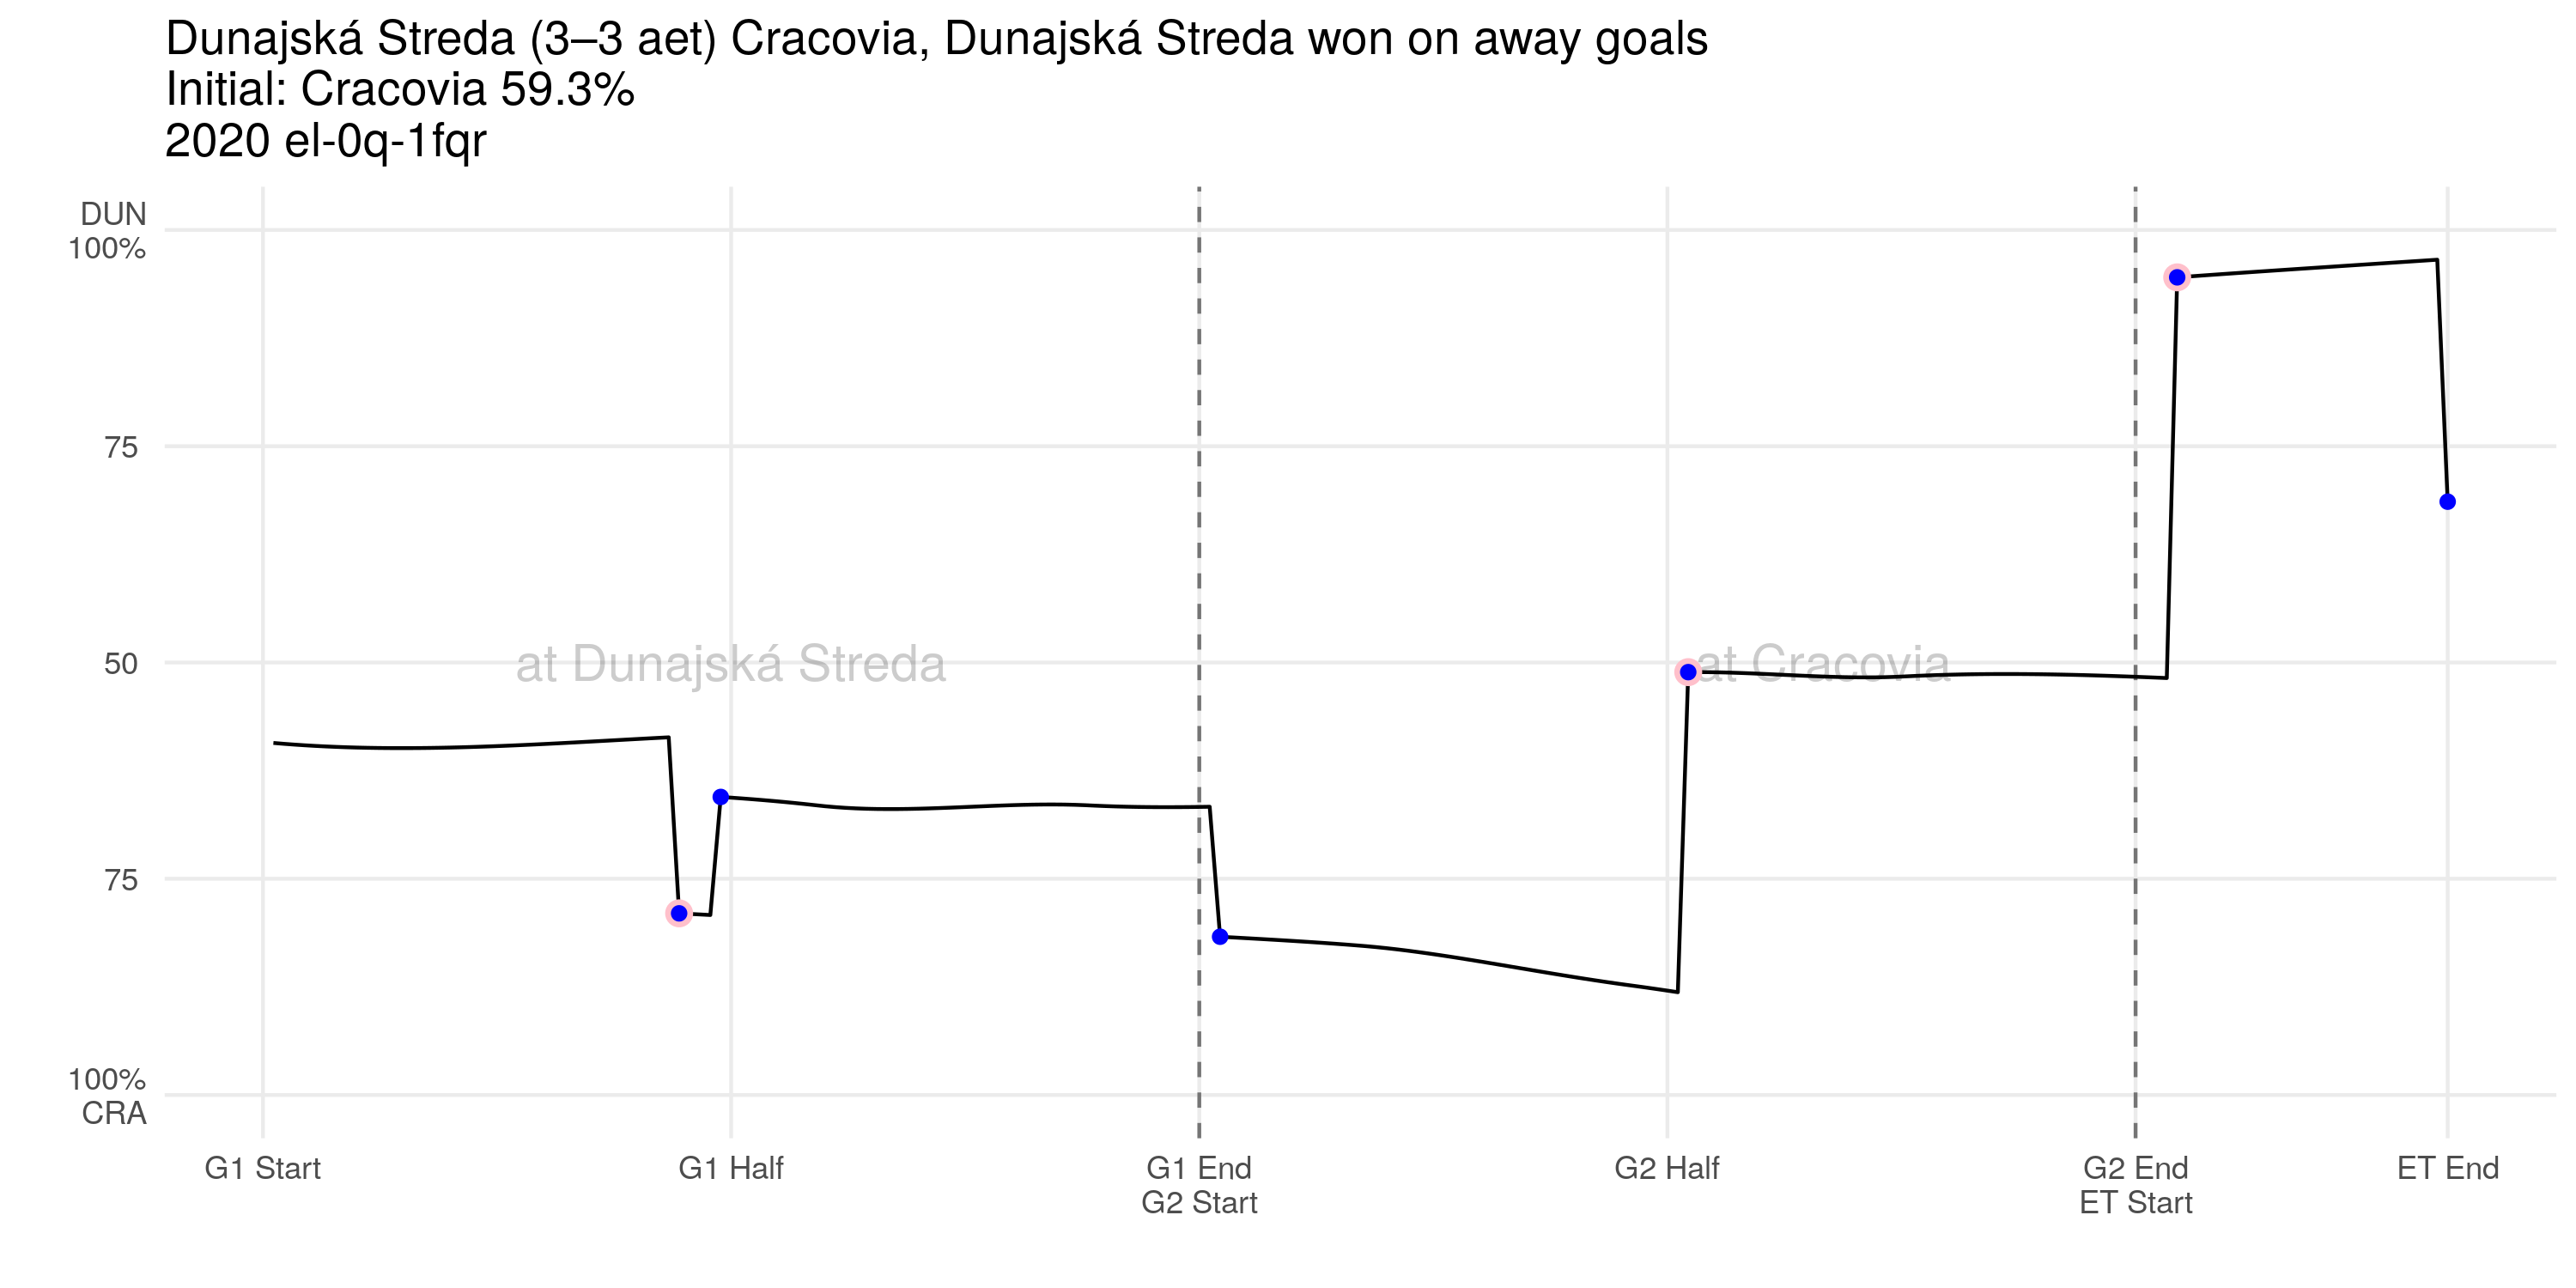 Dunajská Streda (3–3 aet) Cracovia, Dunajská Streda won on away goals
Initial: Cracovia 59.3%
2020 el-0q-1fqr
DUN
100%
75
50
75
100%
CRA
at Dunajská Streda
at Cracovia
G1 Start
G1 Half
G1 End
G2 Start
G2 Half
G2 End
ET Start
ET End